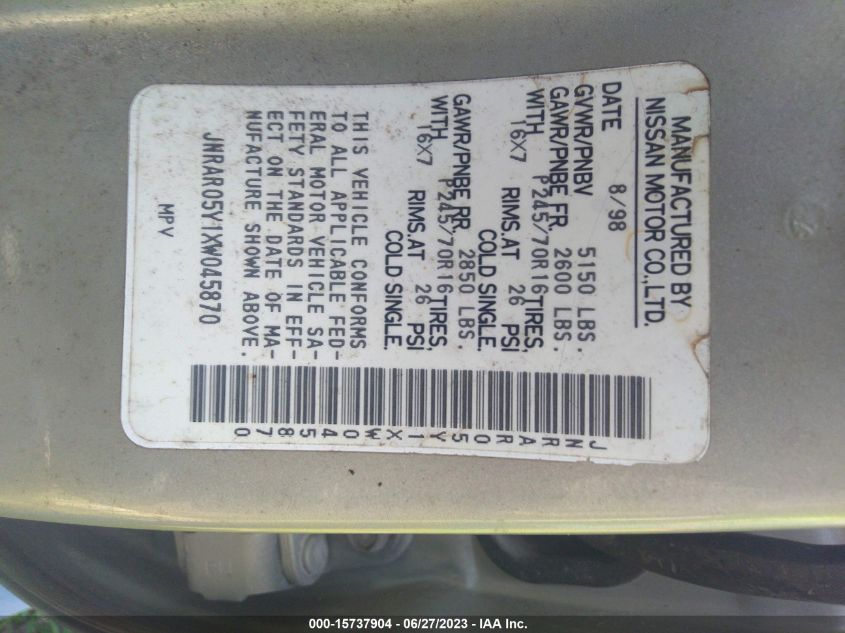 MANUFACTURED BY
NISSAN MOTOR CO.,LTD.
DATE 8/98
GVWR/PNBV 5150 LBS.
GAWR/PNBE FR. 2600 LBS.
WITH P245/70R16TIRES,
16X7 RIMS.AT 26 PSI
COLD SINGLE.
GAWR/PNBE RR. 2850 LBS.
WITH P245/70R16TIRES,
16X7 RIMS.AT 26 PSI
COLD SINGLE.
THIS VEHICLE CONFORMS
TO ALL APPLICABLE FED-
ERAL MOTOR VEHICLE SA-
FETY STANDARDS IN EFF-
ECT ON THE DATE OF MA-
NUFACTURE SHOWN ABOVE.
JNRAR05Y1XW045870
MPV
JNRAR05Y1XW045870
000-15737904 - 06/27/2023 - IAA Inc.